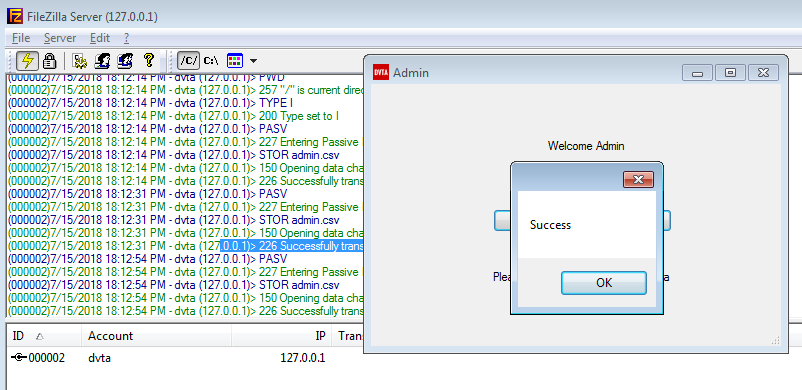 FileZilla Server (127.0.0.1)
File Server Edit ?
/C/ C:\
(000002)7/15/2018 18:12:14 PM - dvta (127.0.0.1)> PWD
(000002)7/15/2018 18:12:14 PM - dvta (127.0.0.1)> 257 "/" is current direc
(000002)7/15/2018 18:12:14 PM - dvta (127.0.0.1)> TYPE I
(000002)7/15/2018 18:12:14 PM - dvta (127.0.0.1)> 200 Type set to I
(000002)7/15/2018 18:12:14 PM - dvta (127.0.0.1)> PASV
(000002)7/15/2018 18:12:14 PM - dvta (127.0.0.1)> 227 Entering Passive
(000002)7/15/2018 18:12:14 PM - dvta (127.0.0.1)> STOR admin.csv
(000002)7/15/2018 18:12:14 PM - dvta (127.0.0.1)> 150 Opening data cha
(000002)7/15/2018 18:12:14 PM - dvta (127.0.0.1)> 226 Successfully trans
(000002)7/15/2018 18:12:31 PM - dvta (127.0.0.1)> PASV
(000002)7/15/2018 18:12:31 PM - dvta (127.0.0.1)> 227 Entering Passive
(000002)7/15/2018 18:12:31 PM - dvta (127.0.0.1)> STOR admin.csv
(000002)7/15/2018 18:12:31 PM - dvta (127.0.0.1)> 150 Opening data cha
(000002)7/15/2018 18:12:31 PM - dvta (127.0.0.1)> 226 Successfully trans
(000002)7/15/2018 18:12:54 PM - dvta (127.0.0.1)> PASV
(000002)7/15/2018 18:12:54 PM - dvta (127.0.0.1)> 227 Entering Passive
(000002)7/15/2018 18:12:54 PM - dvta (127.0.0.1)> STOR admin.csv
(000002)7/15/2018 18:12:54 PM - dvta (127.0.0.1)> 150 Opening data cha
(000002)7/15/2018 18:12:54 PM - dvta (127.0.0.1)> 226 Successfully trans
ID Account IP Trans
000002 dvta 127.0.0.1
DVTA Admin
Welcome Admin
Success
OK
Plea
a